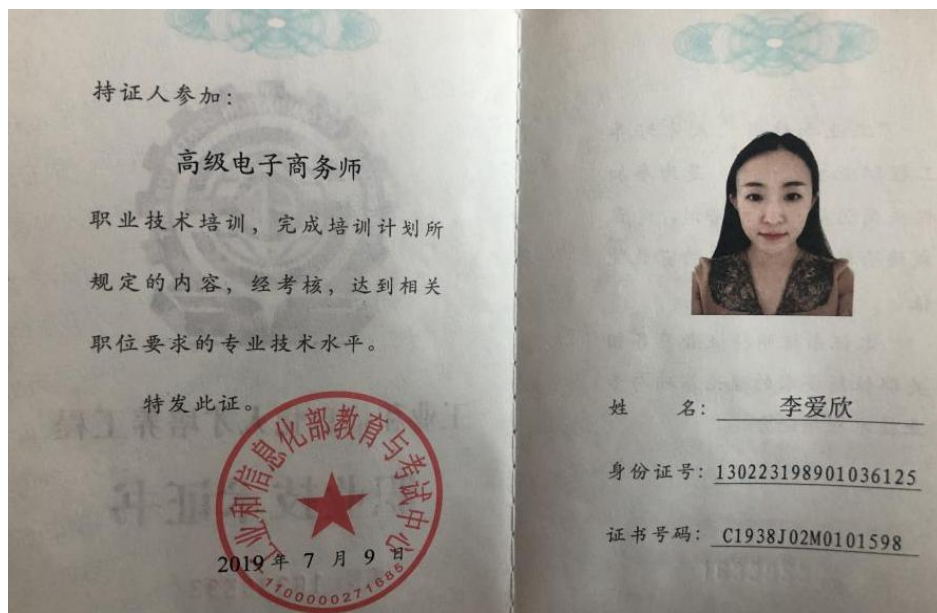 持证人参加:
高级电子商务师
职业技术培训，完成培训计划所
规定的内容，经考核，达到相关
职位要求的专业技术水平。
特发此证。
工业和信息化部教育与考试中心
2019 年 7 月 9 日
1100000271685
姓 名: 李爱欣
身份证号: 130223198901036125
证书号码: C1938J02M0101598